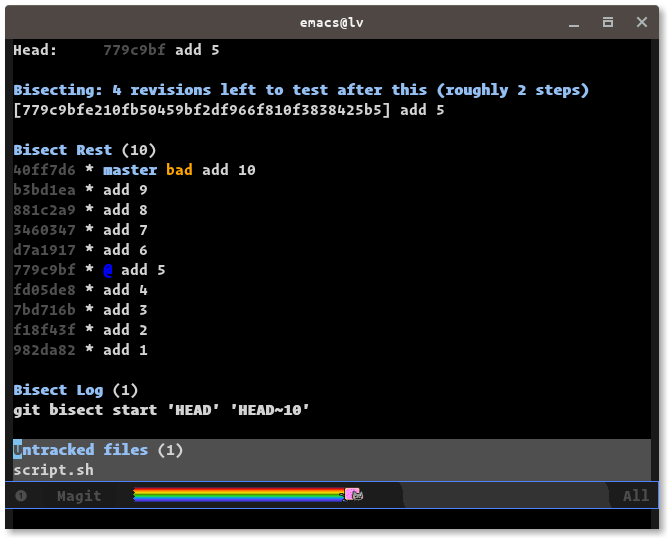 emacs@lv
Head: 779c9bf add 5
Bisecting: 4 revisions left to test after this (roughly 2 steps)
[779c9bfe210fb50459bf2df966f810f3838425b5] add 5
Bisect Rest (10)
40ff7d6 * master bad add 10
b3bd1ea * add 9
881c2a9 * add 8
3460347 * add 7
d7a1917 * add 6
779c9bf * @ add 5
fd05de8 * add 4
7bd716b * add 3
f18f43f * add 2
982da82 * add 1
Bisect Log (1)
git bisect start 'HEAD' 'HEAD~10'
Untracked files (1)
script.sh
Magit All